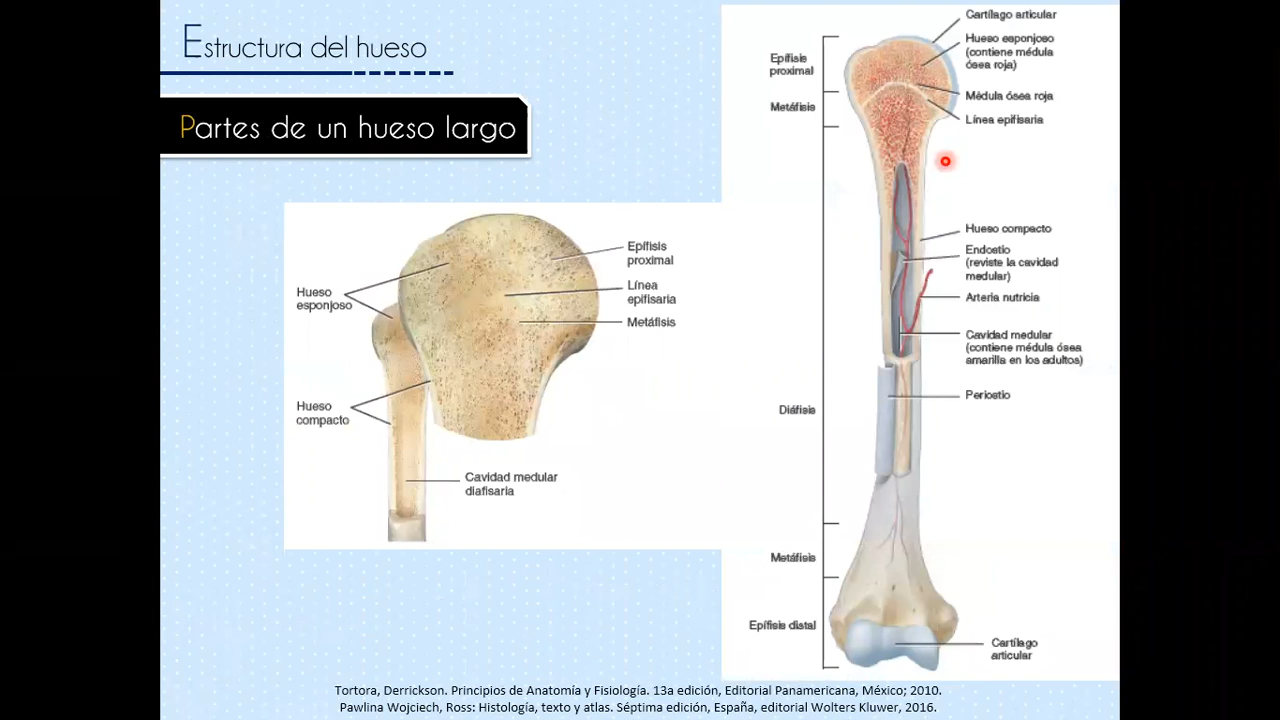 Estructura del hueso
Partes de un hueso largo
Hueso
esponjoso
Hueso
compacto
Epífisis
proximal
Línea
epifisaria
Metáfisis
Cavidad medular
diafisaria
Epífisis
proximal
Metáfisis
Diáfisis
Metáfisis
Epífisis distal
Cartílago articular
Hueso esponjoso
(contiene médula
ósea roja)
Médula ósea roja
Línea epifisaria
Hueso compacto
Endostio
(reviste la cavidad
medular)
Arteria nutricia
Cavidad medular
(contiene médula ósea
amarilla en los adultos)
Periostio
Cartílago
articular
Tortora, Derrickson. Principios de Anatomía y Fisiología. 13a edición, Editorial Panamericana, México; 2010.
Pawlina Wojciech, Ross: Histología, texto y atlas. Séptima edición, España, editorial Wolters Kluwer, 2016.